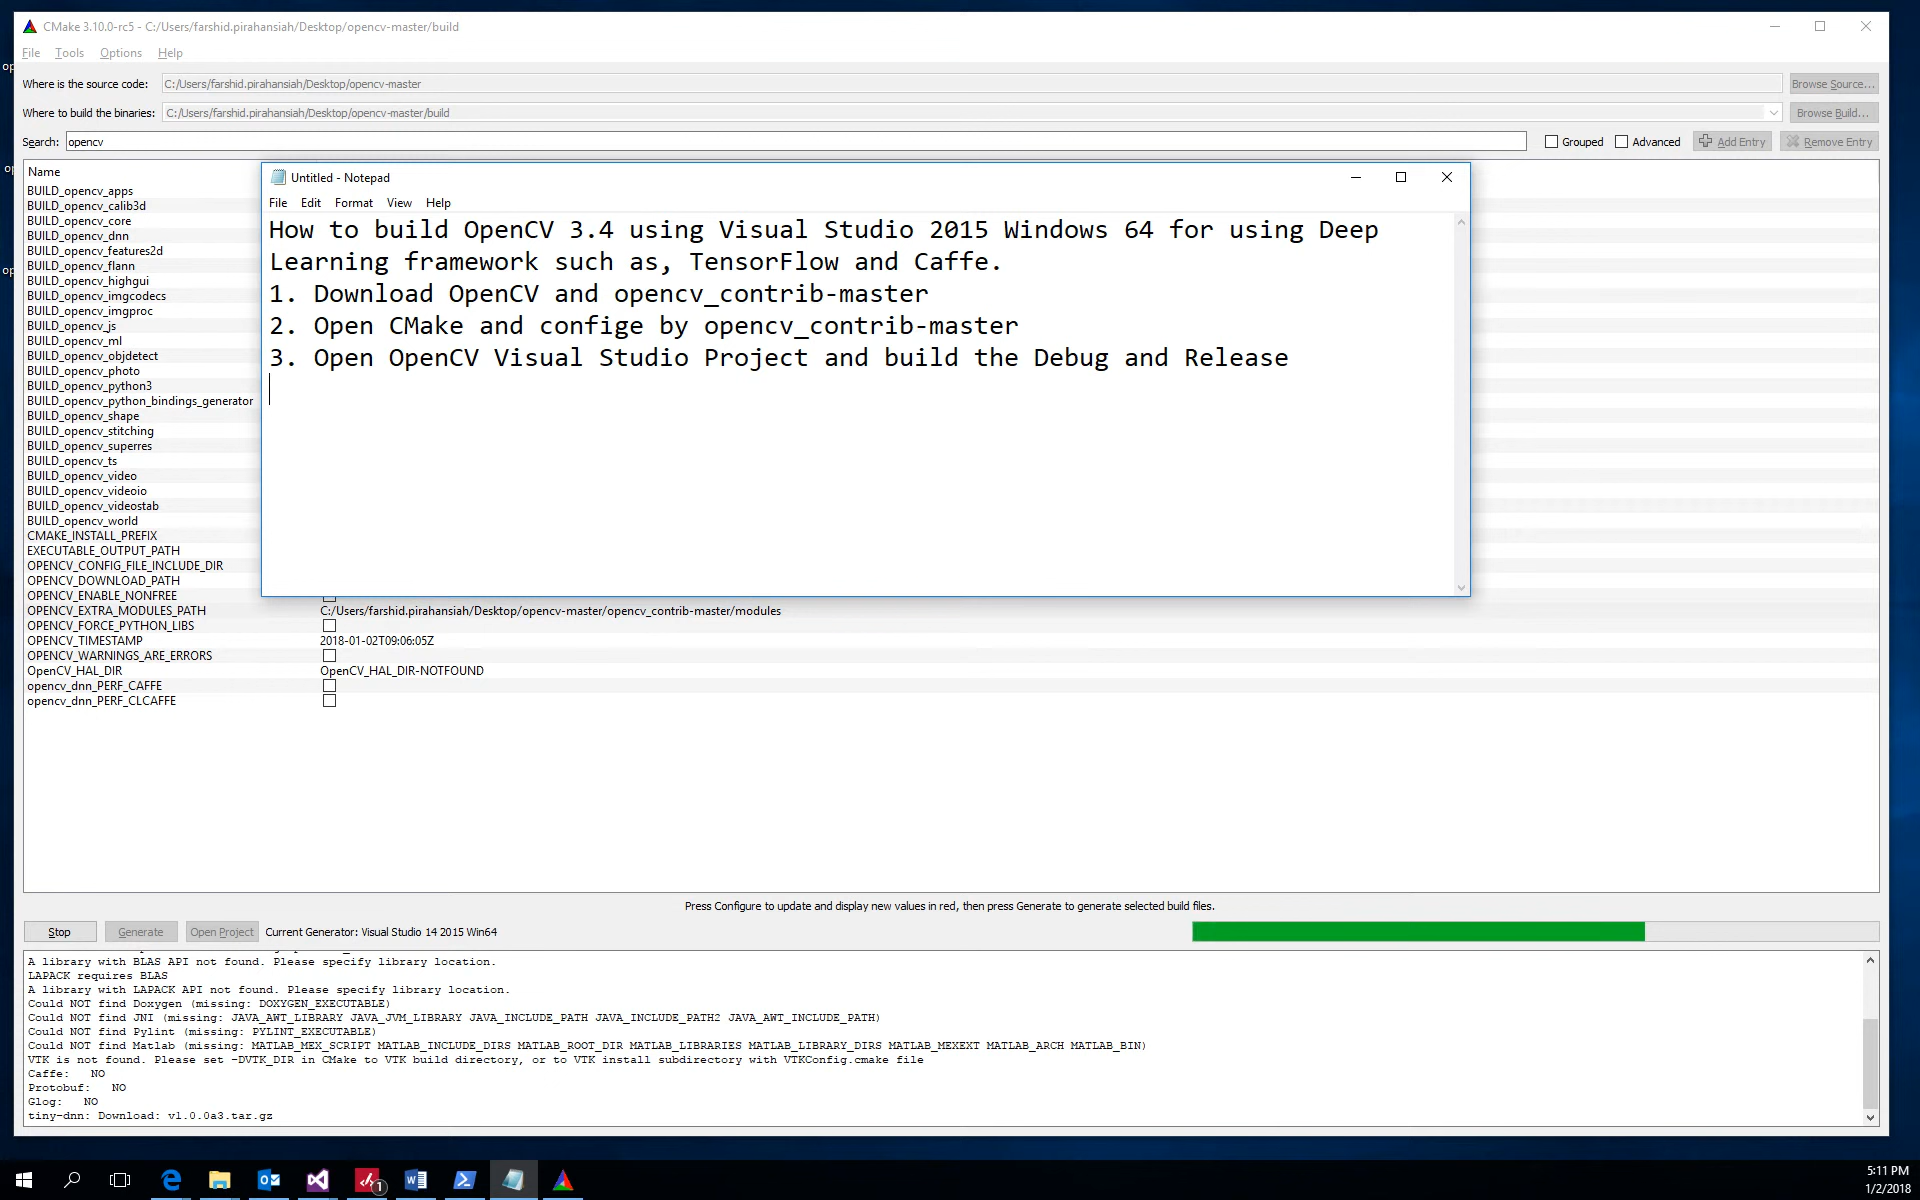 CMake 3.10.0-rc5 - C:/Users/farshid.pirahansiah/Desktop/opencv-master/build
File Tools Options Help
op
Where is the source code: C:/Users/farshid.pirahansiah/Desktop/opencv-master Browse Source...
Where to build the binaries: C:/Users/farshid.pirahansiah/Desktop/opencv-master/build Browse Build...
Search: opencv Grouped Advanced Add Entry Remove Entry
op
Name
Untitled - Notepad
File Edit Format View Help
How to build OpenCV 3.4 using Visual Studio 2015 Windows 64 for using Deep
Learning framework such as, TensorFlow and Caffe.
1. Download OpenCV and opencv_contrib-master
2. Open CMake and confige by opencv_contrib-master
3. Open OpenCV Visual Studio Project and build the Debug and Release
BUILD_opencv_apps
BUILD_opencv_calib3d
BUILD_opencv_core
BUILD_opencv_dnn
BUILD_opencv_features2d
BUILD_opencv_flann
op
BUILD_opencv_highgui
BUILD_opencv_imgcodecs
BUILD_opencv_imgproc
BUILD_opencv_js
BUILD_opencv_ml
BUILD_opencv_objdetect
BUILD_opencv_photo
BUILD_opencv_python3
BUILD_opencv_python_bindings_generator
BUILD_opencv_shape
BUILD_opencv_stitching
BUILD_opencv_superres
BUILD_opencv_ts
BUILD_opencv_video
BUILD_opencv_videoio
BUILD_opencv_videostab
BUILD_opencv_world
CMAKE_INSTALL_PREFIX
EXECUTABLE_OUTPUT_PATH
OPENCV_CONFIG_FILE_INCLUDE_DIR
OPENCV_DOWNLOAD_PATH
OPENCV_ENABLE_NONFREE
OPENCV_EXTRA_MODULES_PATH C:/Users/farshid.pirahansiah/Desktop/opencv-master/opencv_contrib-master/modules
OPENCV_FORCE_PYTHON_LIBS
OPENCV_TIMESTAMP 2018-01-02T09:06:05Z
OPENCV_WARNINGS_ARE_ERRORS
OpenCV_HAL_DIR OpenCV_HAL_DIR-NOTFOUND
opencv_dnn_PERF_CAFFE
opencv_dnn_PERF_CLCAFFE
Press Configure to update and display new values in red, then press Generate to generate selected build files.
Stop Generate Open Project Current Generator: Visual Studio 14 2015 Win64
A library with BLAS API not found. Please specify library location.
LAPACK requires BLAS
A library with LAPACK API not found. Please specify library location.
Could NOT find Doxygen (missing: DOXYGEN_EXECUTABLE)
Could NOT find JNI (missing: JAVA_AWT_LIBRARY JAVA_JVM_LIBRARY JAVA_INCLUDE_PATH JAVA_INCLUDE_PATH2 JAVA_AWT_INCLUDE_PATH)
Could NOT find Pylint (missing: PYLINT_EXECUTABLE)
Could NOT find Matlab (missing: MATLAB_MEX_SCRIPT MATLAB_INCLUDE_DIRS MATLAB_ROOT_DIR MATLAB_LIBRARIES MATLAB_LIBRARY_DIRS MATLAB_MEXEXT MATLAB_ARCH MATLAB_BIN)
VTK is not found. Please set -DVTK_DIR in CMake to VTK build directory, or to VTK install subdirectory with VTKConfig.cmake file
Caffe: NO
Protobuf: NO
Glog: NO
tiny-dnn: Download: v1.0.0a3.tar.gz
1
5:11 PM
1/2/2018